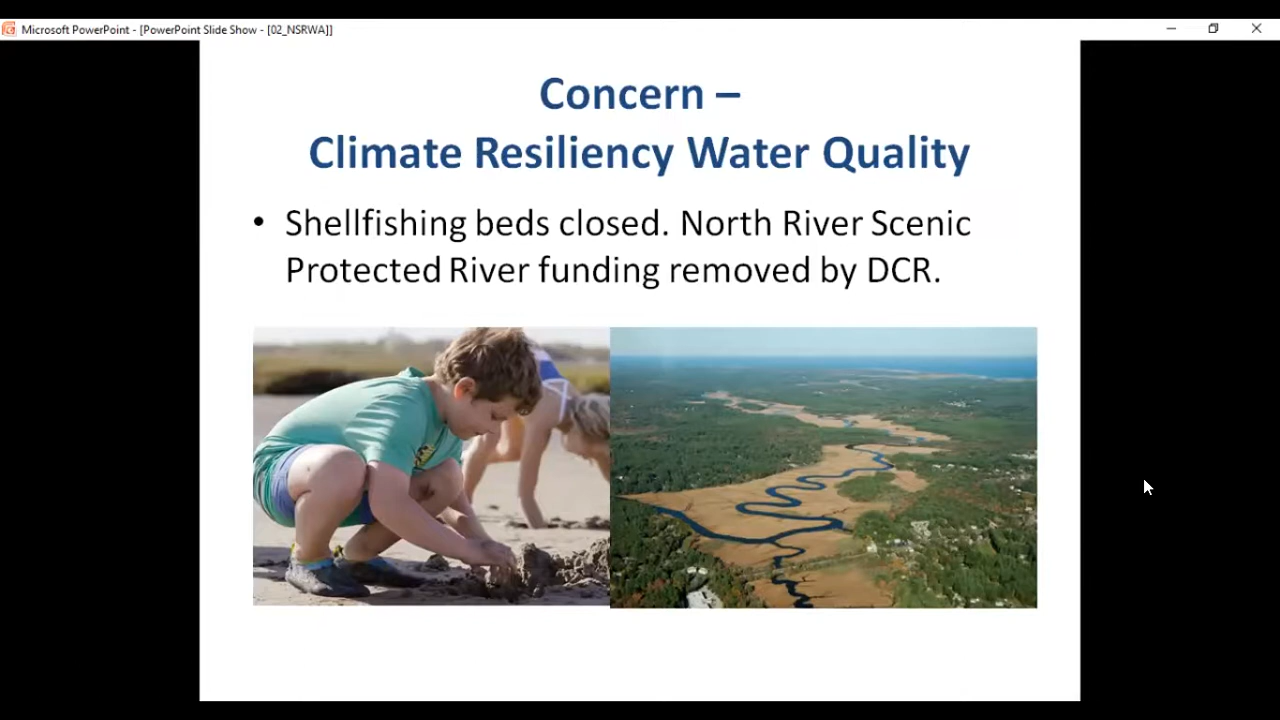 Microsoft PowerPoint - [PowerPoint Slide Show - [02_NSRWA]]
Concern –
Climate Resiliency Water Quality
• Shellfishing beds closed. North River Scenic
Protected River funding removed by DCR.